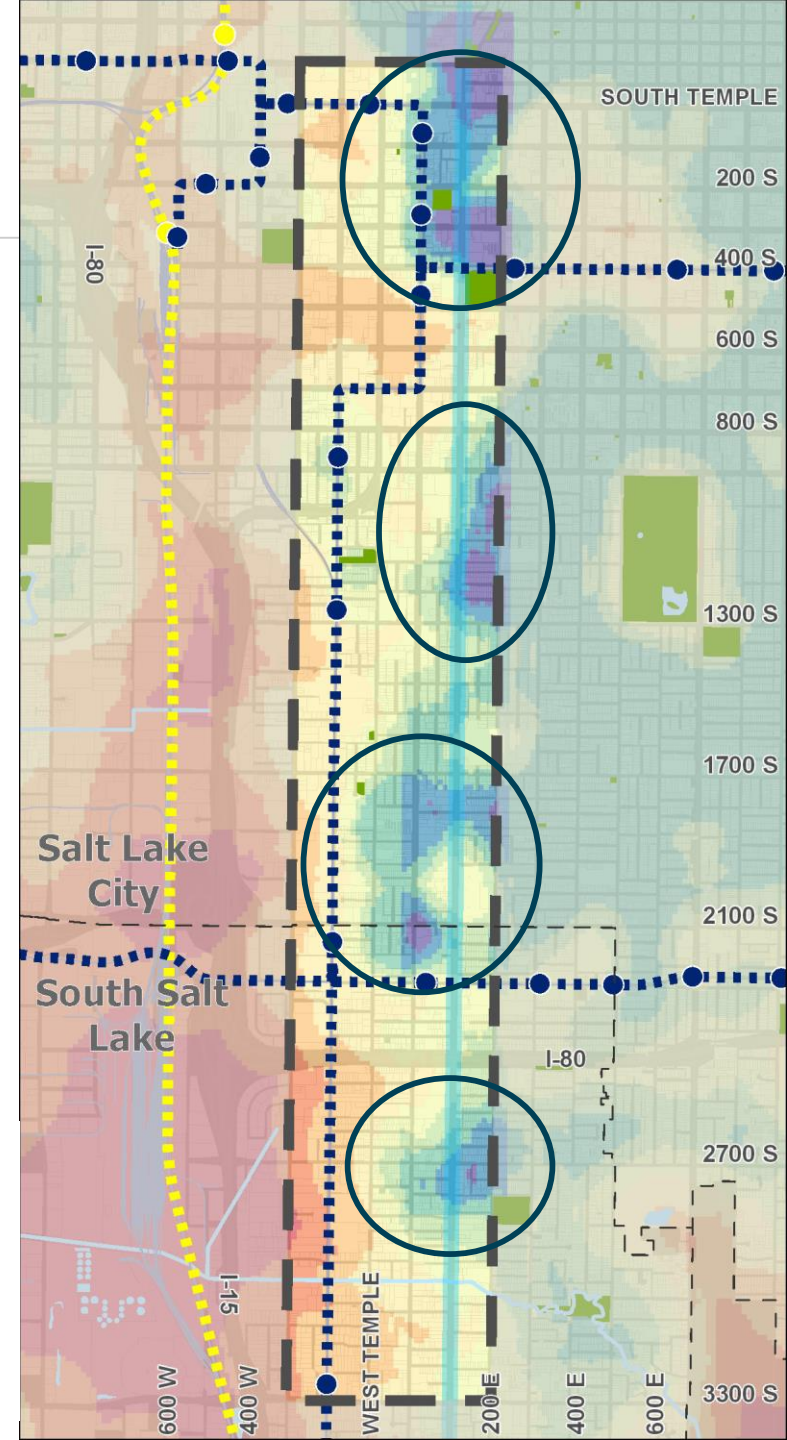 SOUTH TEMPLE
200 S
I-80
400 S
600 S
800 S
1300 S
1700 S
Salt Lake
City
2100 S
South Salt
Lake
I-80
2700 S
I-15
WEST TEMPLE
600 W
400 W
200 E
400 E
600 E
3300 S